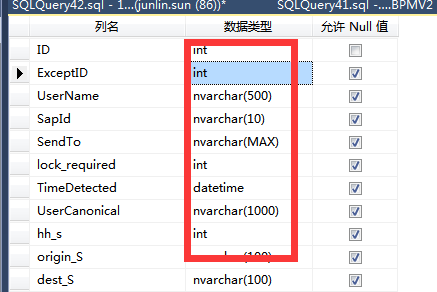 SQLQuery42.sql - 1...(junlin.sun (86))* SQLQuery41.sql -....BPMV2
列名 数据类型 允许 Null 值
ID int
ExceptID int
UserName nvarchar(500)
SapId nvarchar(10)
SendTo nvarchar(MAX)
lock_required int
TimeDetected datetime
UserCanonical nvarchar(1000)
hh_s int
origin_S
dest_S nvarchar(100)